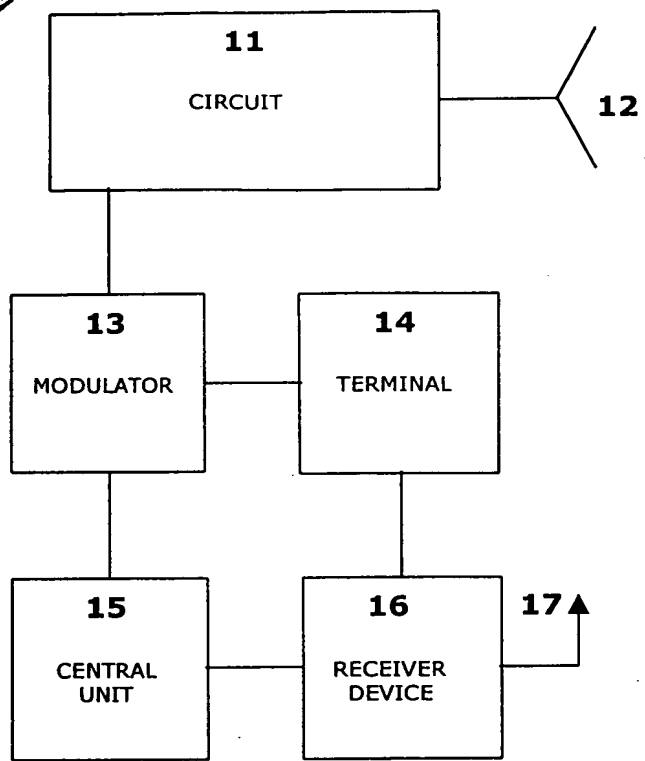 11
CIRCUIT
12
13
MODULATOR
14
TERMINAL
15
CENTRAL
UNIT
16
RECEIVER
DEVICE
17